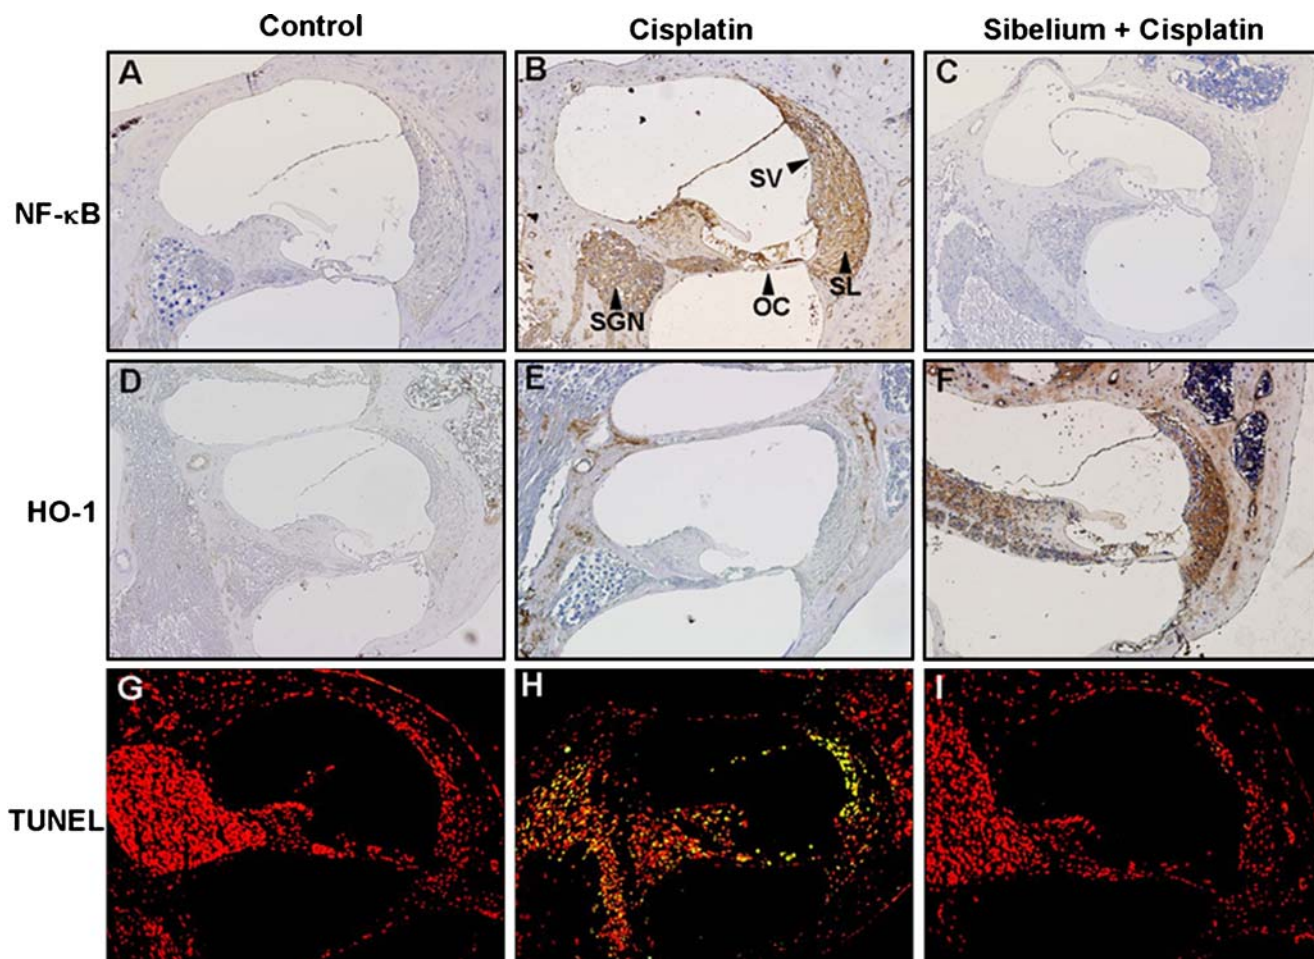 Control Cisplatin Sibelium + Cisplatin
A B C
SV
NF-κB
SL
OC
SGN
D E F
HO-1
G H I
TUNEL